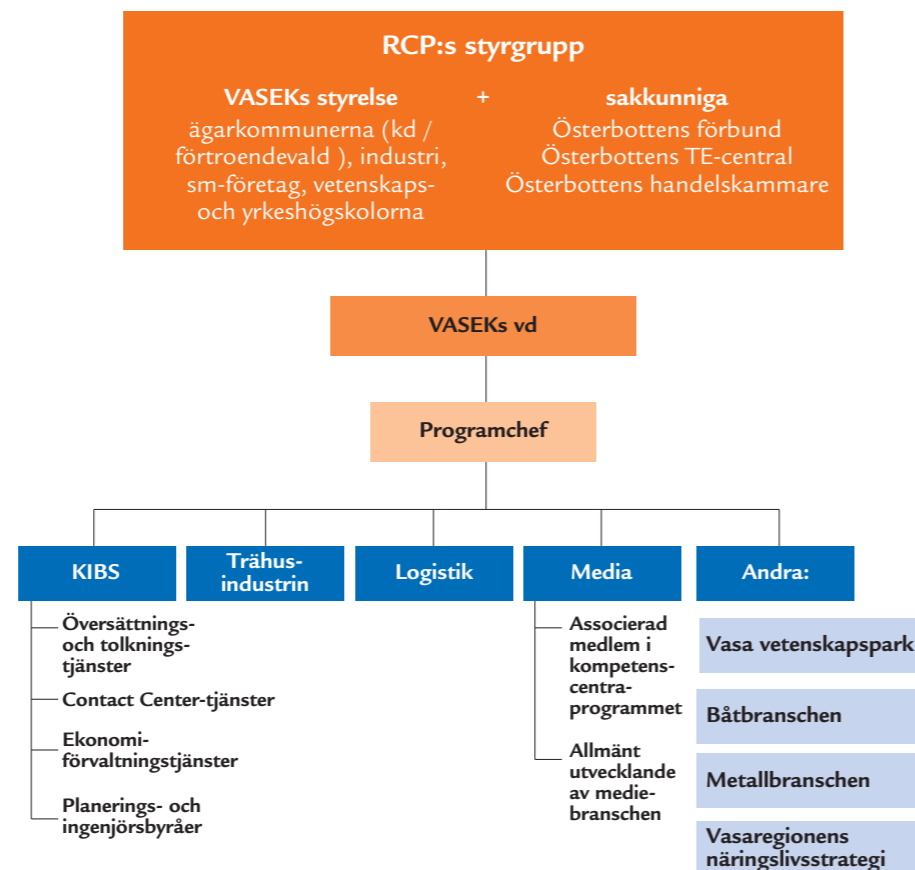 RCP:s styrgrupp
VASEKs styrelse + sakkunniga
ägarkommunerna (kd /
förtroendevald ), industri,
sm-företag, vetenskaps-
och yrkeshögskolorna
Österbottens förbund
Österbottens TE-central
Österbottens handelskammare
VASEKs vd
Programchef
KIBS
Översättnings-
och tolknings-
tjänster
Contact Center-tjänster
Ekonomi-
förvaltningstjänster
Planerings- och
ingenjörsbyråer
Trähus-
industrin
Logistik
Media
Associerad
medlem i
kompetens-
centra-
programmet
Allmänt
utvecklande
av medie-
branschen
Andra:
Vasa vetenskapspark
Båtbranschen
Metallbranschen
Vasaregionens
näringslivsstrategi